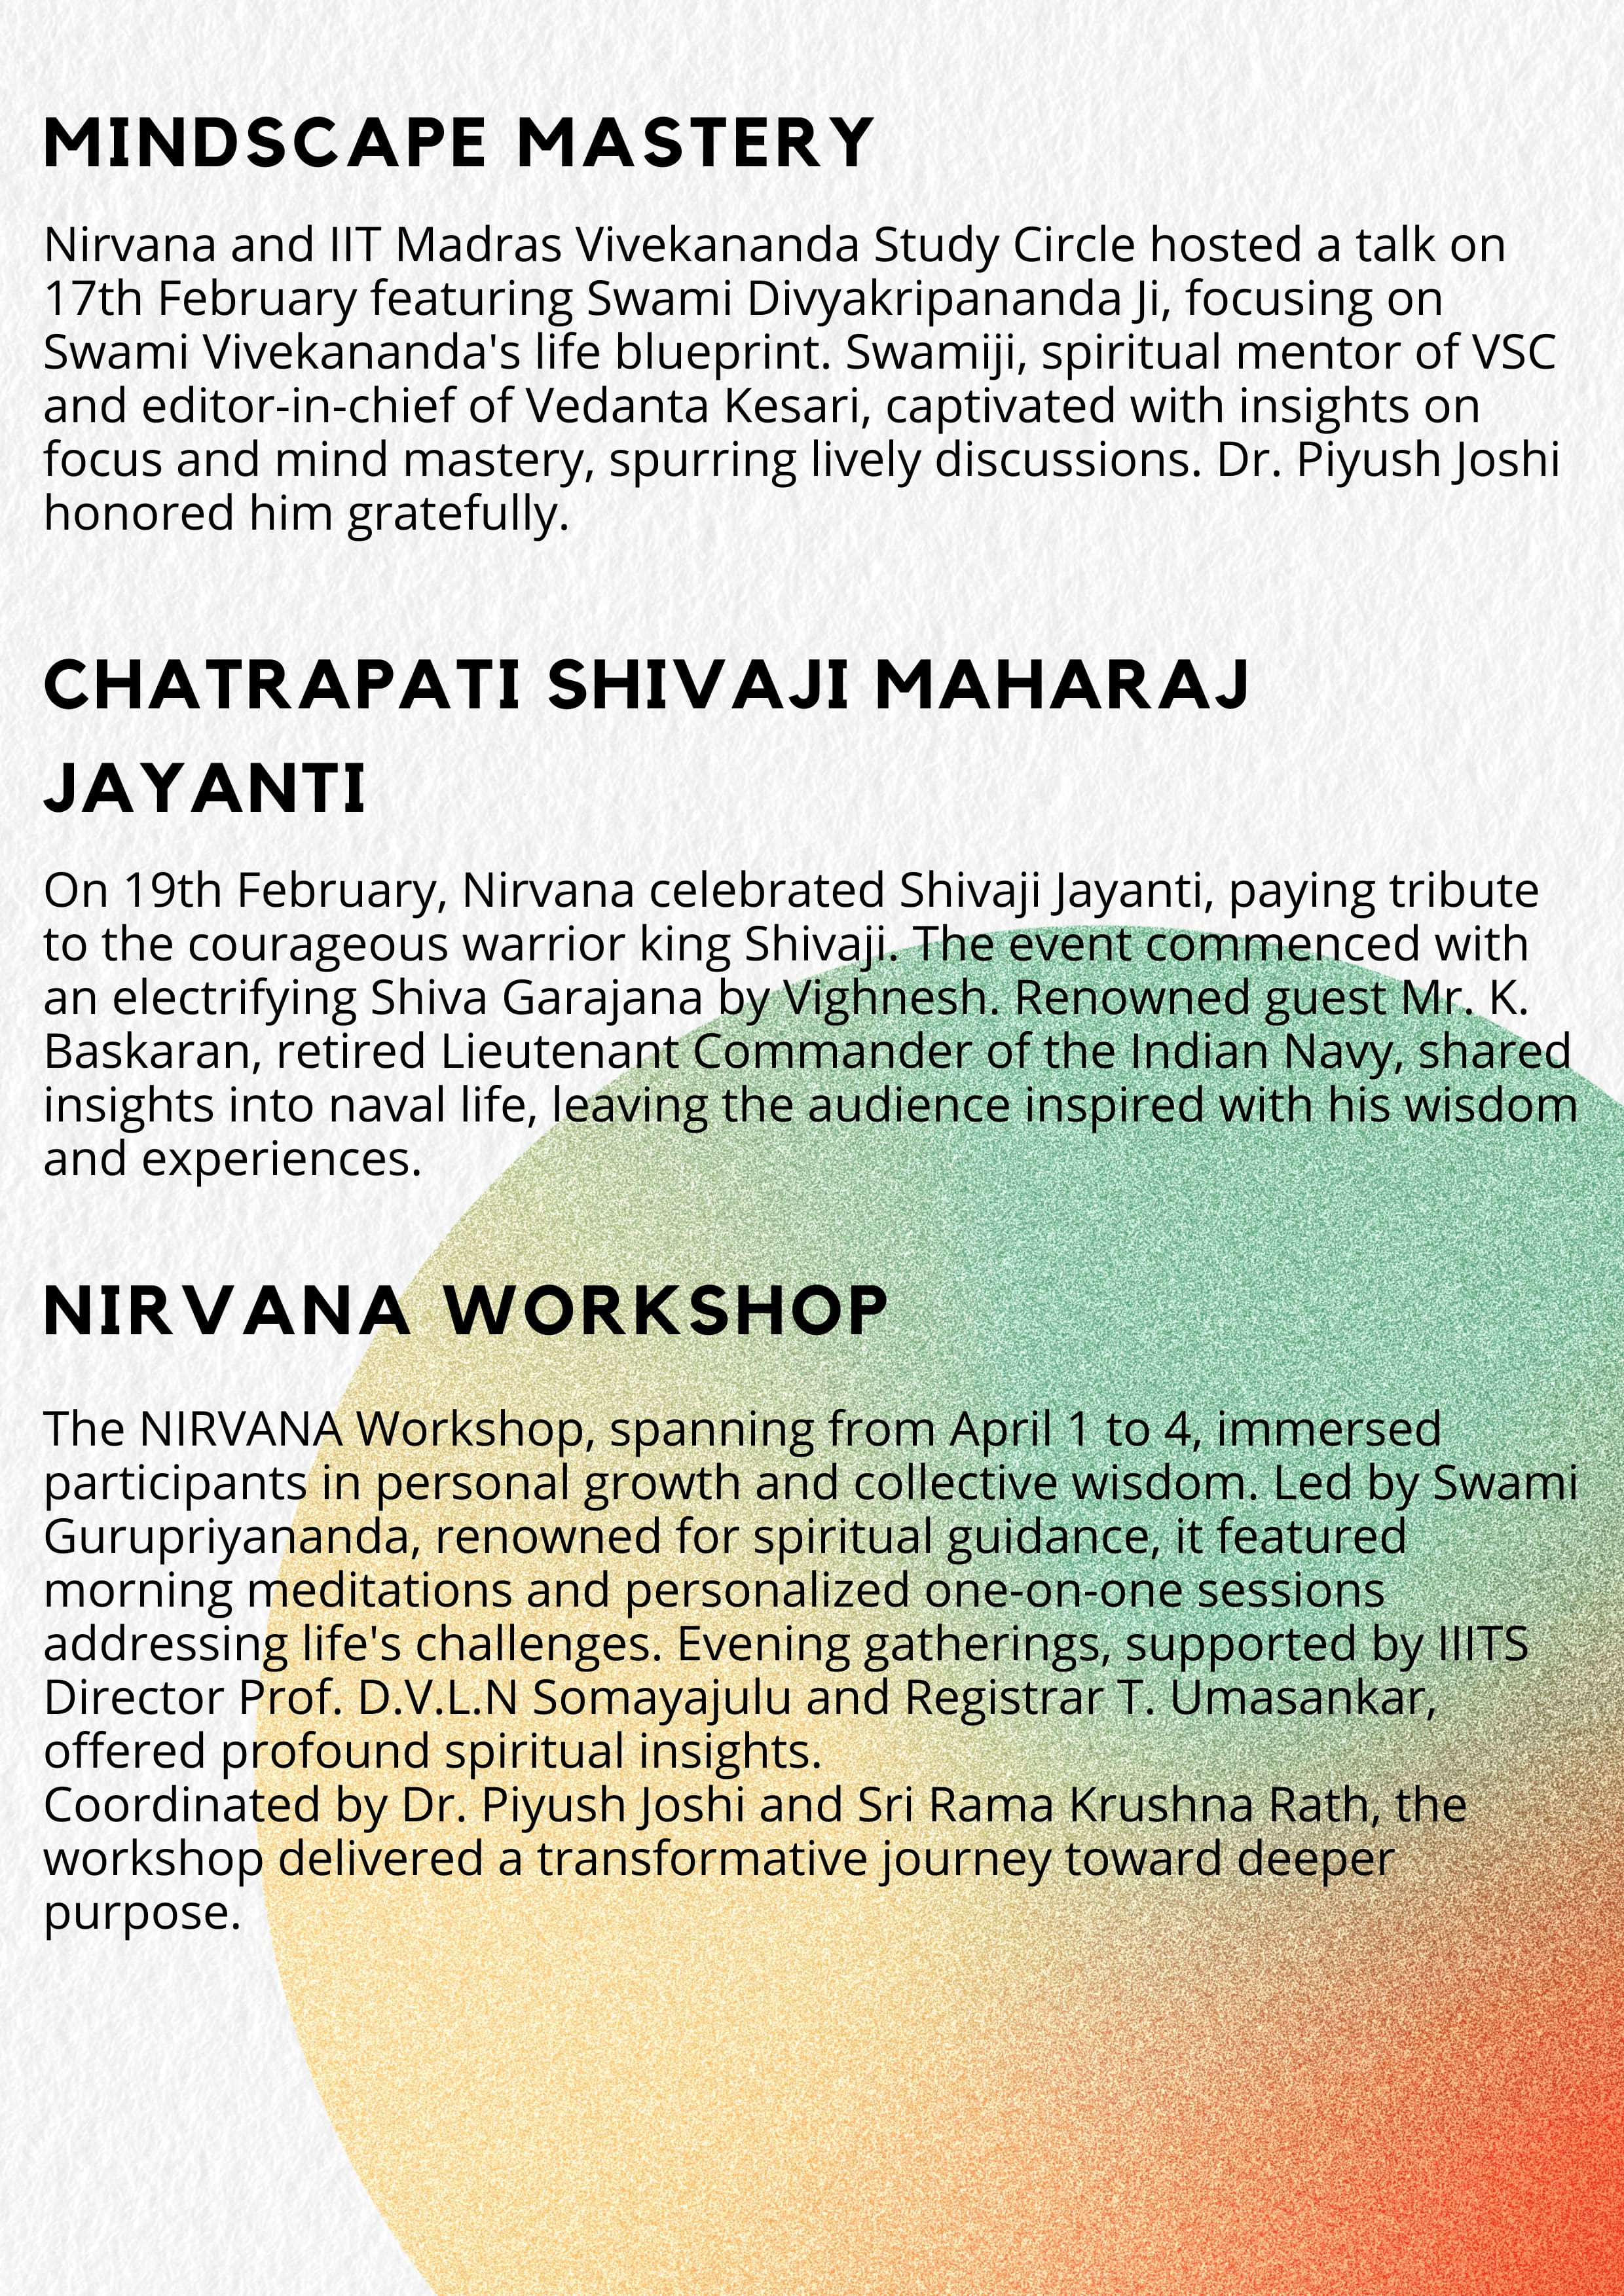 MINDSCAPE MASTERY
Nirvana and IIT Madras Vivekananda Study Circle hosted a talk on
17th February featuring Swami Divyakripananda Ji, focusing on
Swami Vivekananda's life blueprint. Swamiji, spiritual mentor of VSC
and editor-in-chief of Vedanta Kesari, captivated with insights on
focus and mind mastery, spurring lively discussions. Dr. Piyush Joshi
honored him gratefully.
CHATRAPATI SHIVAJI MAHARAJ
JAYANTI
On 19th February, Nirvana celebrated Shivaji Jayanti, paying tribute
to the courageous warrior king Shivaji. The event commenced with
an electrifying Shiva Garajana by Vighnesh. Renowned guest Mr. K.
Baskaran, retired Lieutenant Commander of the Indian Navy, shared
insights into naval life, leaving the audience inspired with his wisdom
and experiences.
NIRVANA WORKSHOP
The NIRVANA Workshop, spanning from April 1 to 4, immersed
participants in personal growth and collective wisdom. Led by Swami
Gurupriyananda, renowned for spiritual guidance, it featured
morning meditations and personalized one-on-one sessions
addressing life's challenges. Evening gatherings, supported by IIITS
Director Prof. D.V.L.N Somayajulu and Registrar T. Umasankar,
offered profound spiritual insights.
Coordinated by Dr. Piyush Joshi and Sri Rama Krushna Rath, the
workshop delivered a transformative journey toward deeper
purpose.